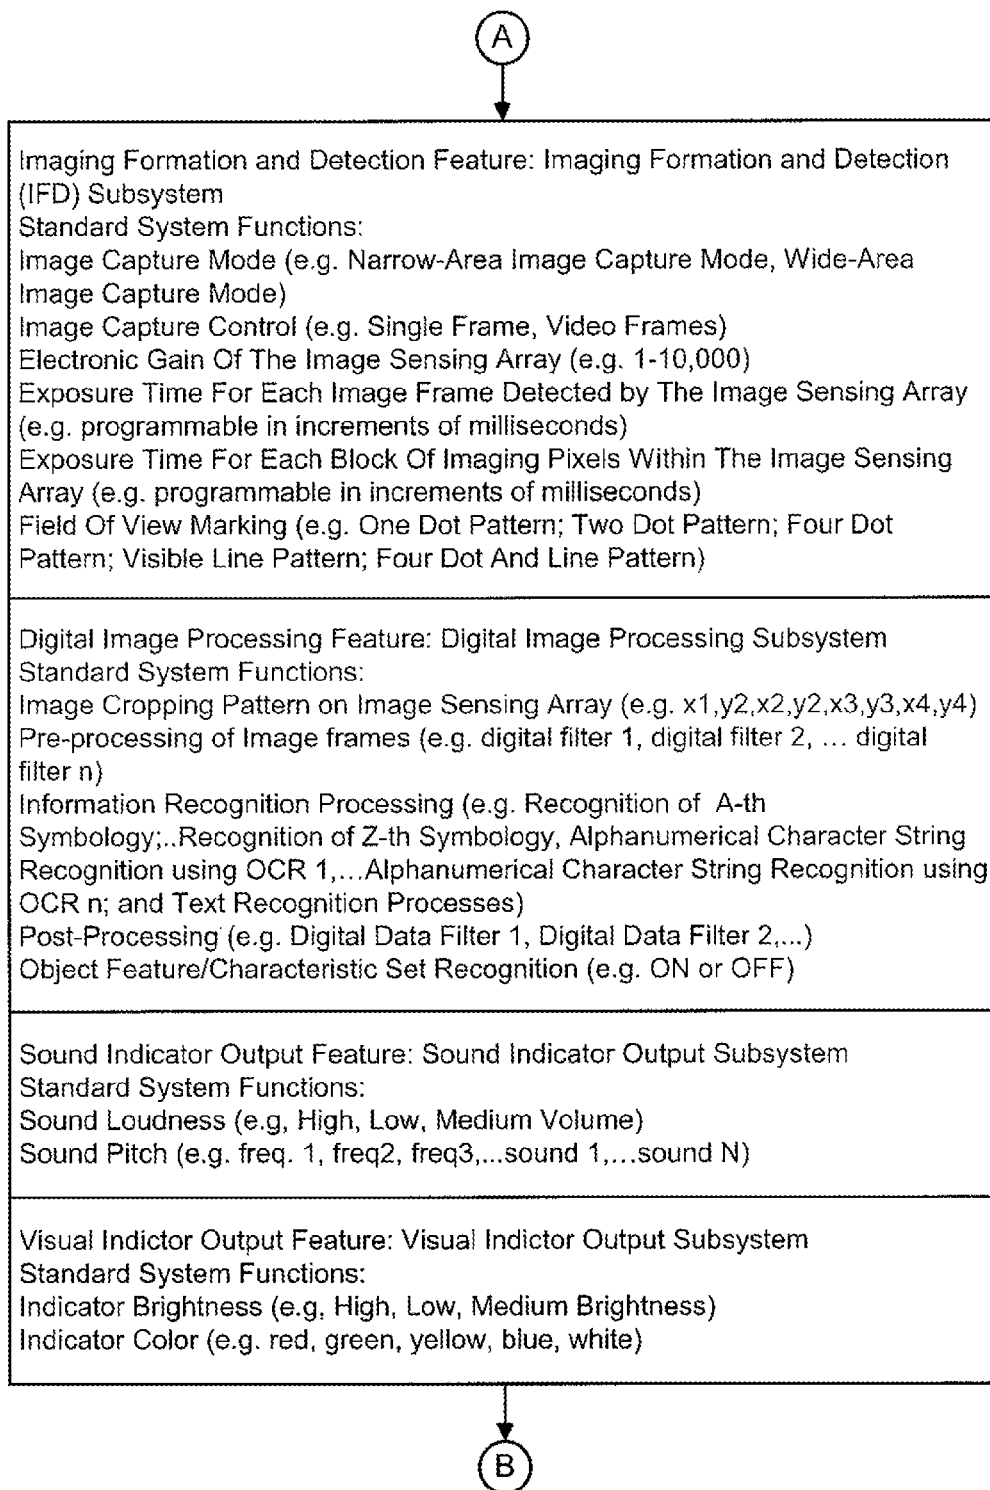 A
Imaging Formation and Detection Feature: Imaging Formation and Detection
(IFD) Subsystem
Standard System Functions:
Image Capture Mode (e.g. Narrow-Area Image Capture Mode, Wide-Area
Image Capture Mode)
Image Capture Control (e.g. Single Frame, Video Frames)
Electronic Gain Of The Image Sensing Array (e.g. 1-10,000)
Exposure Time For Each Image Frame Detected by The Image Sensing Array
(e.g. programmable in increments of milliseconds)
Exposure Time For Each Block Of Imaging Pixels Within The Image Sensing
Array (e.g. programmable in increments of milliseconds)
Field Of View Marking (e.g. One Dot Pattern; Two Dot Pattern; Four Dot
Pattern; Visible Line Pattern; Four Dot And Line Pattern)
Digital Image Processing Feature: Digital Image Processing Subsystem
Standard System Functions:
Image Cropping Pattern on Image Sensing Array (e.g. x1,y2,x2,y2,x3,y3,x4,y4)
Pre-processing of Image frames (e.g. digital filter 1, digital filter 2, ... digital
filter n)
Information Recognition Processing (e.g. Recognition of A-th
Symbology;..Recognition of Z-th Symbology, Alphanumerical Character String
Recognition using OCR 1,...Alphanumerical Character String Recognition using
OCR n; and Text Recognition Processes)
Post-Processing (e.g. Digital Data Filter 1, Digital Data Filter 2,...)
Object Feature/Characteristic Set Recognition (e.g. ON or OFF)
Sound Indicator Output Feature: Sound Indicator Output Subsystem
Standard System Functions:
Sound Loudness (e.g, High, Low, Medium Volume)
Sound Pitch (e.g. freq. 1, freq2, freq3,...sound 1,...sound N)
Visual Indictor Output Feature: Visual Indictor Output Subsystem
Standard System Functions:
Indicator Brightness (e.g, High, Low, Medium Brightness)
Indicator Color (e.g. red, green, yellow, blue, white)
B